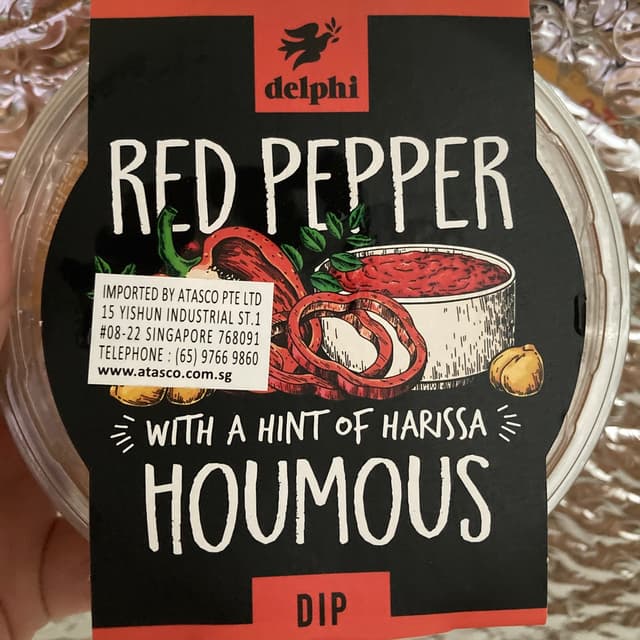 delphi
RED PEPPER
IMPORTED BY ATASCO PTE LTD
15 YISHUN INDUSTRIAL ST.1
#08-22 SINGAPORE 768091
TELEPHONE : (65) 9766 9860
www.atasco.com.sg
WITH A HINT OF HARISSA
HOUMOUS
DIP